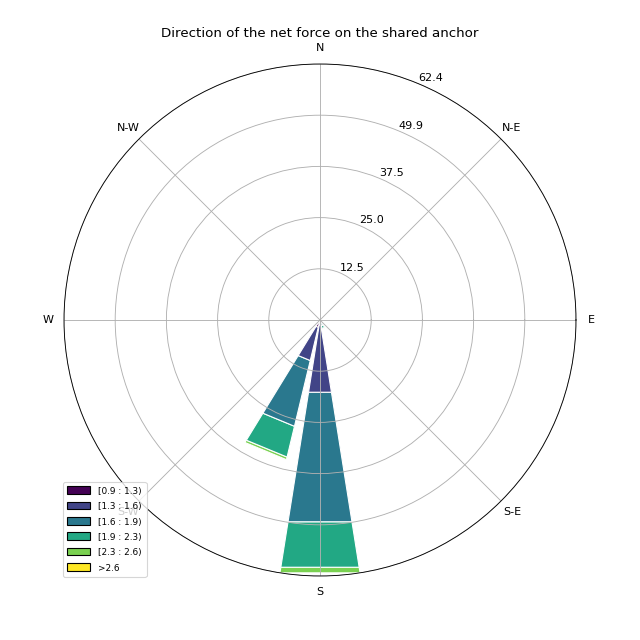 Direction of the net force on the shared anchor
N
62.4
N-W
49.9
N-E
37.5
25.0
12.5
W
E
[0.9 : 1.3)
[1.3 : 1.6)
S-W
S-E
[1.6 : 1.9)
[1.9 : 2.3)
[2.3 : 2.6)
>2.6
S